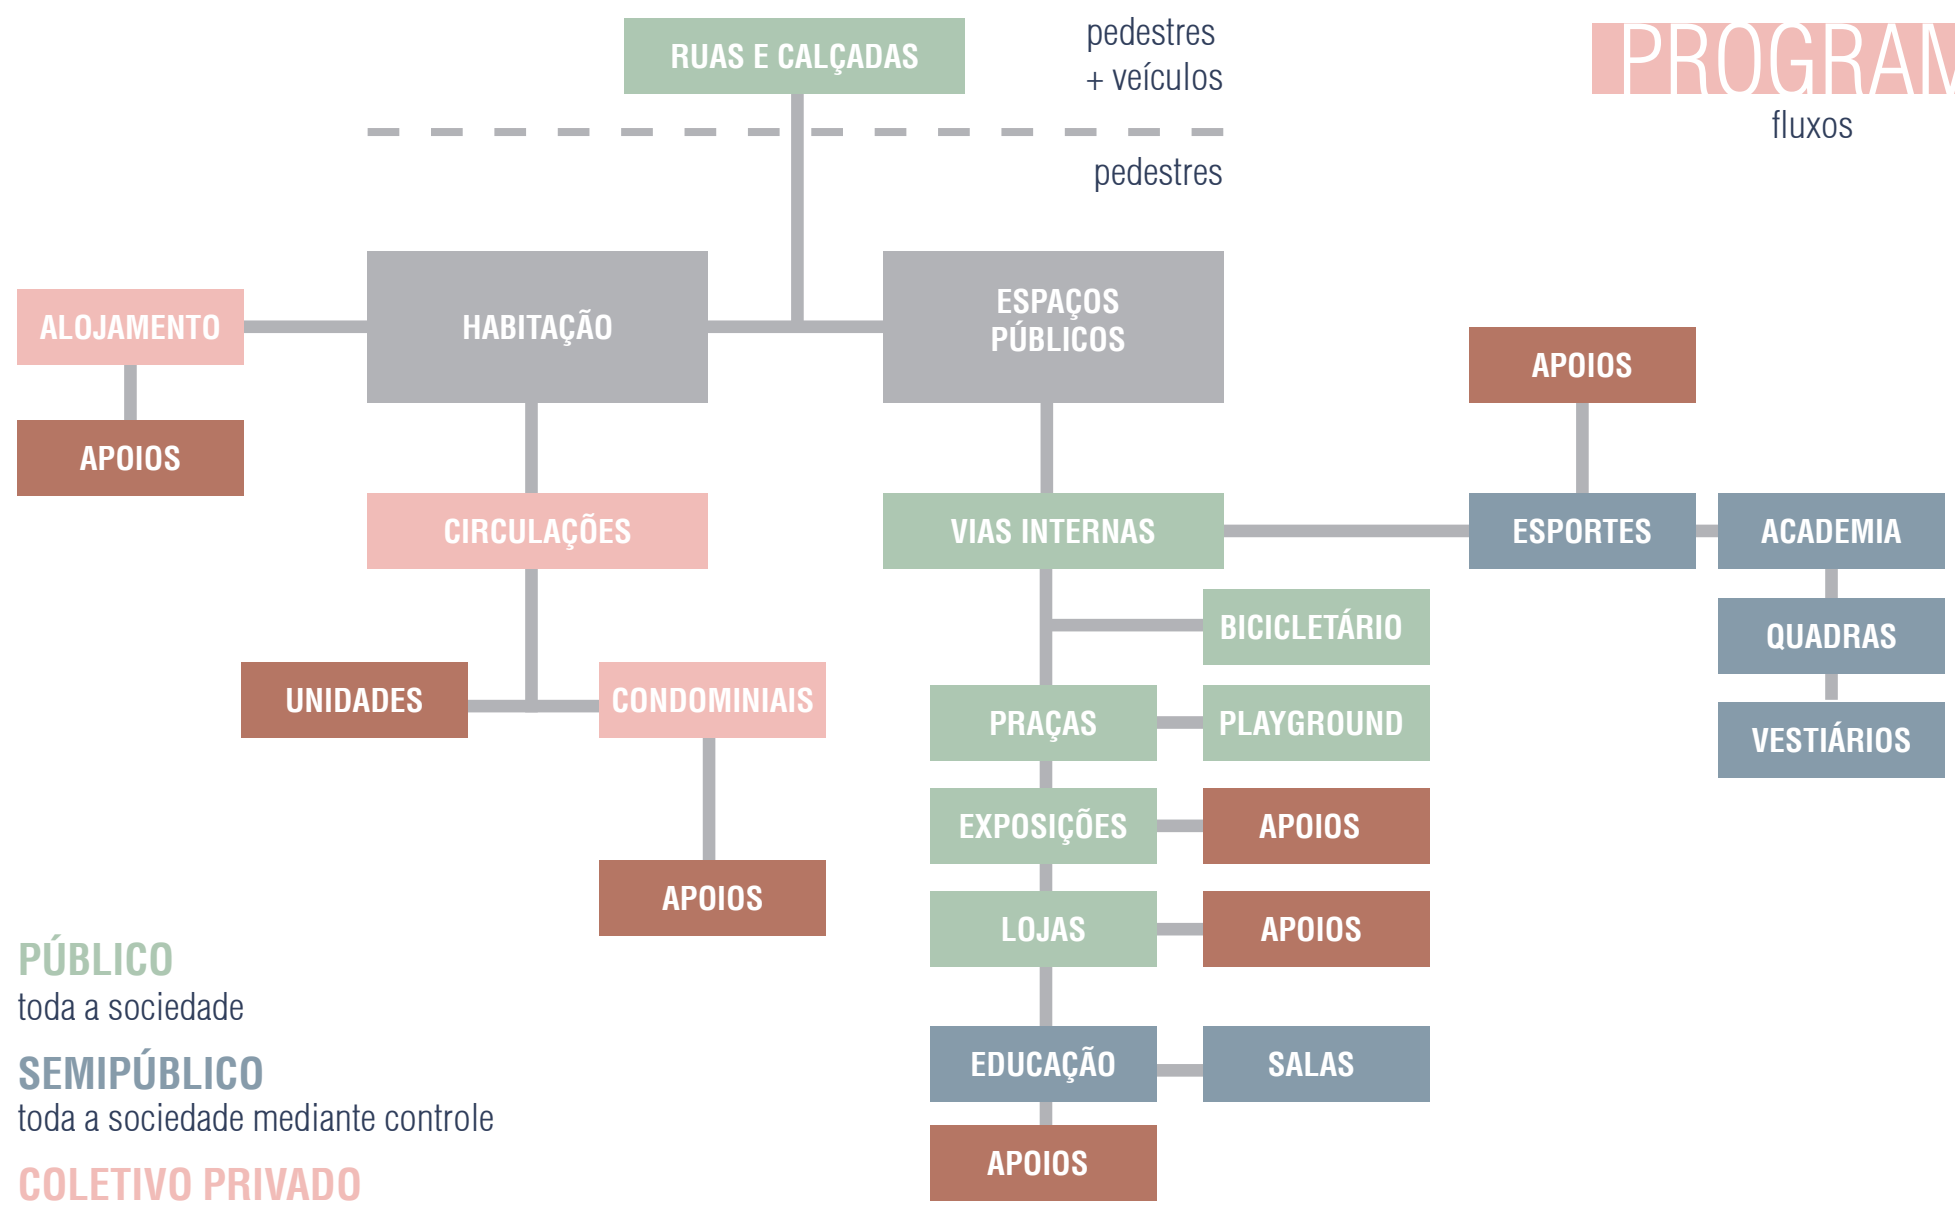 RUAS E CALÇADAS
pedestres
+ veículos
PROGRAM
fluxos
pedestres
ALOJAMENTO
HABITAÇÃO
ESPAÇOS
PÚBLICOS
APOIOS
APOIOS
CIRCULAÇÕES
VIAS INTERNAS
ESPORTES
ACADEMIA
BICICLETÁRIO
QUADRAS
UNIDADES
CONDOMINIAIS
PRAÇAS
PLAYGROUND
VESTIÁRIOS
EXPOSIÇÕES
APOIOS
APOIOS
LOJAS
APOIOS
PÚBLICO
toda a sociedade
EDUCAÇÃO
SALAS
SEMIPÚBLICO
toda a sociedade mediante controle
APOIOS
COLETIVO PRIVADO